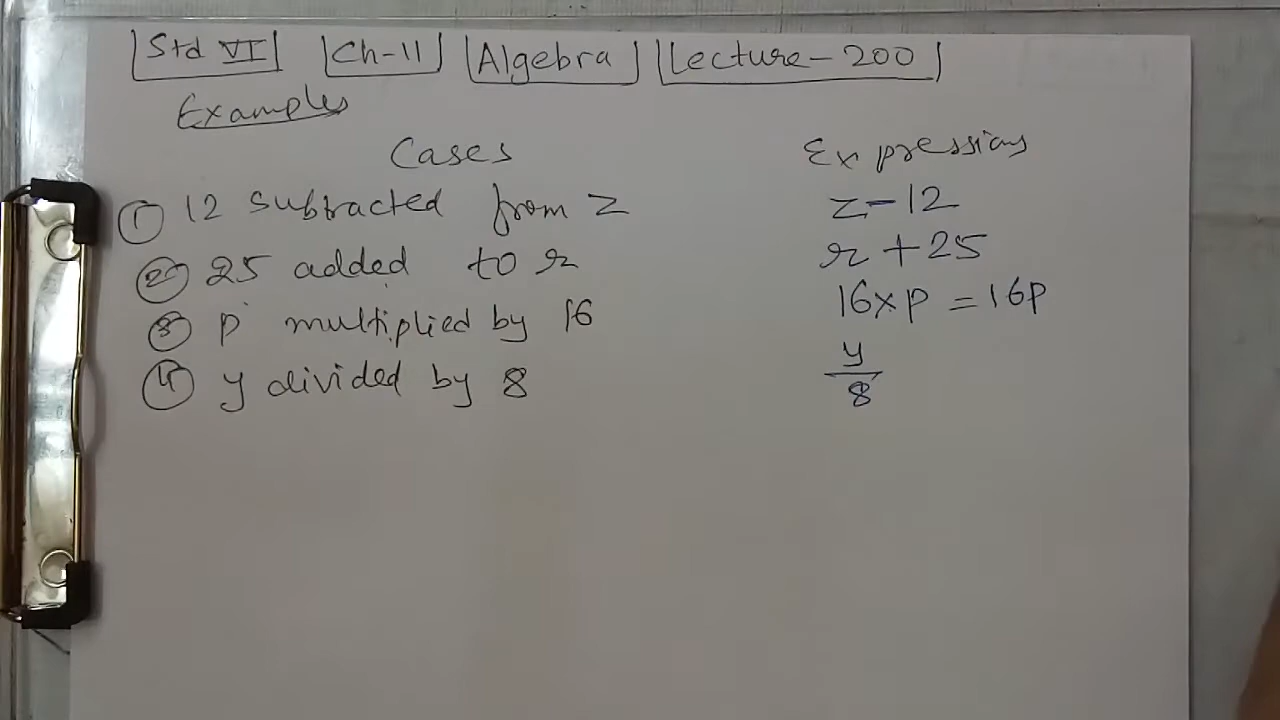 Std VI Ch-11 Algebra Lecture-200
Examples
Cases Expressions
① 12 subtracted from z z-12
② 25 added to r r+25
③ p multiplied by 16 16×p =16p
④ y divided by 8 y/8